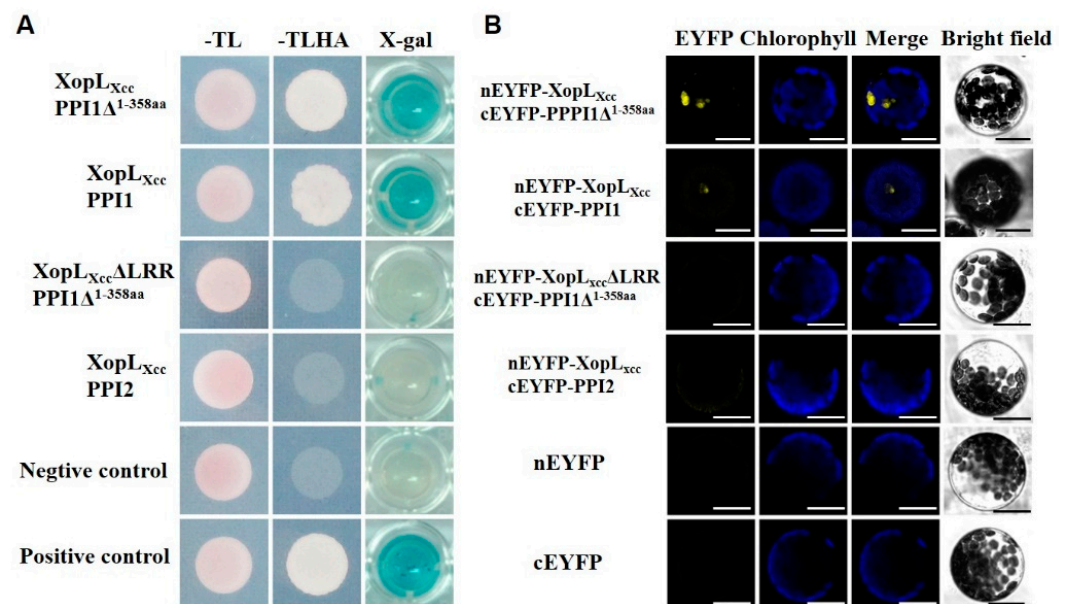 A
-TL -TLHA X-gal
XopLXcc
PPI1Δ1-358aa
XopLXcc
PPI1
XopLXccΔLRR
PPI1Δ1-358aa
XopLXcc
PPI2
Negtive control
Positive control
B
EYFP Chlorophyll Merge Bright field
nEYFP-XopLXcc
cEYFP-PPPI1Δ1-358aa
nEYFP-XopLXcc
cEYFP-PPI1
nEYFP-XopLxccΔLRR
cEYFP-PPI1Δ1-358aa
nEYFP-XopLxcc
cEYFP-PPI2
nEYFP
cEYFP